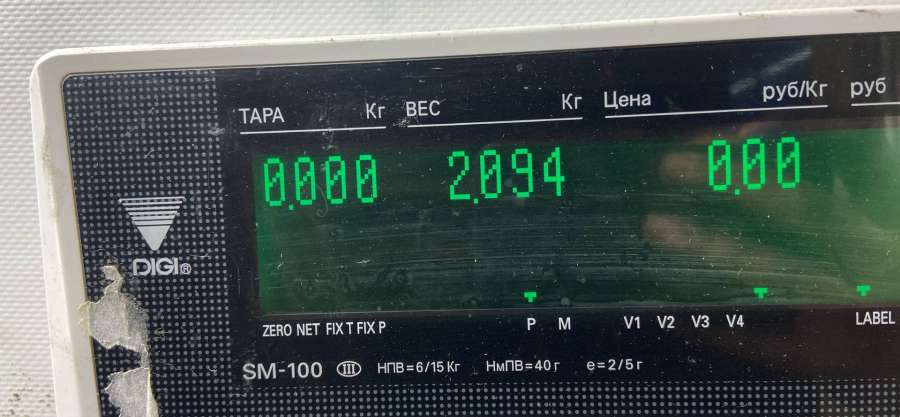 ТАРА Кг ВЕС Кг Цена руб/Кг руб
0.000 2.094 0.00
DIGI®
ZERO NET FIX T FIX P P M V1 V2 V3 V4 LABEL
SM-100 III НПВ=6/15 Кг НмПВ=40 г e=2/5 г